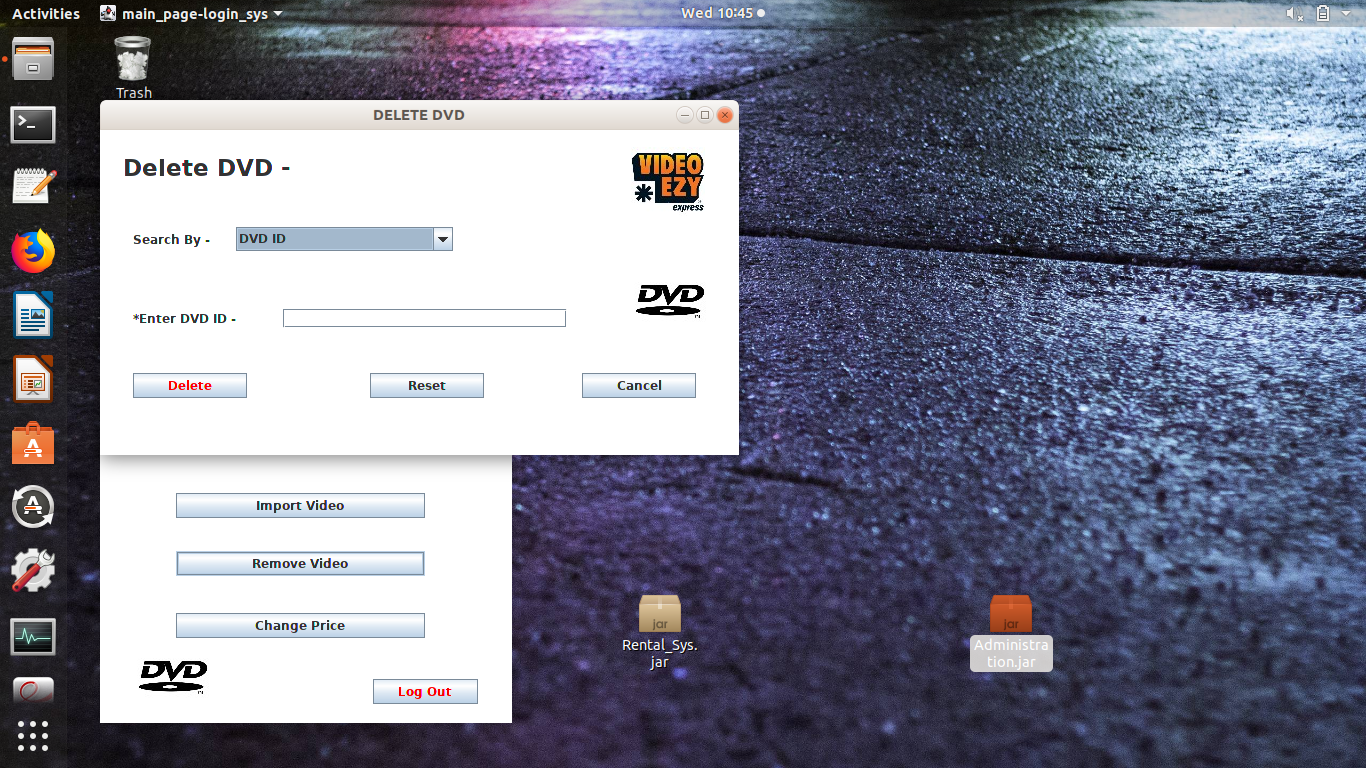 Activities main_page-login_sys Wed 10:45
Trash
DELETE DVD
Delete DVD -
VIDEO
EZY
express
Search By - DVD ID
DVD
*Enter DVD ID -
Delete Reset Cancel
Import Video
Remove Video
Change Price
DVD
Log Out
jar
Rental_Sys.
jar
jar
Administra
tion.jar